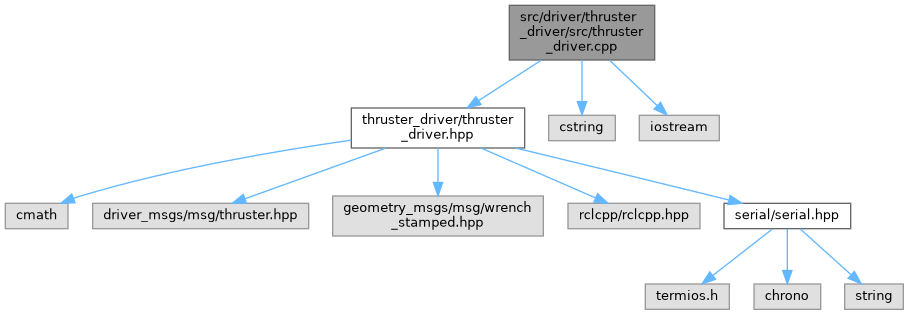 src/driver/thruster
_driver/src/thruster
_driver.cpp
thruster_driver/thruster
_driver.hpp
cstring
iostream
cmath
driver_msgs/msg/thruster.hpp
geometry_msgs/msg/wrench
_stamped.hpp
rclcpp/rclcpp.hpp
serial/serial.hpp
termios.h
chrono
string